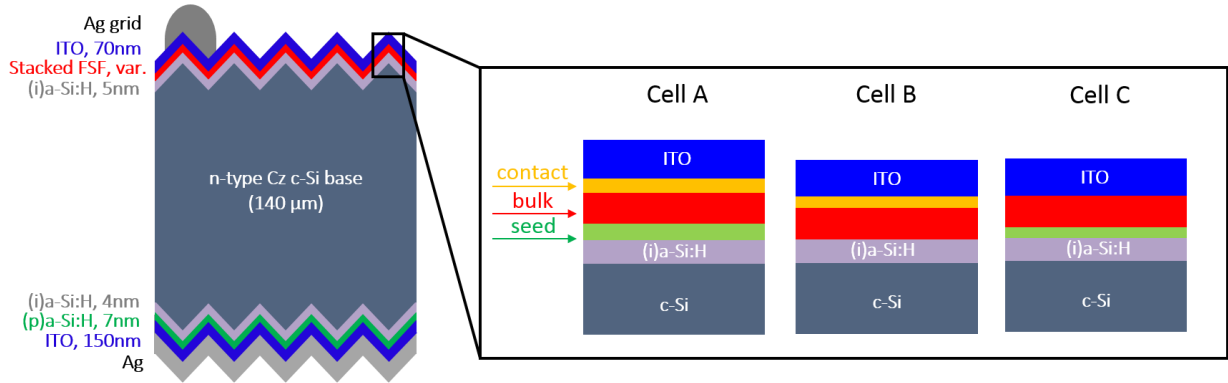 Ag grid
ITO, 70nm
Stacked FSF, var.
(i)a-Si:H, 5nm
n-type Cz c-Si base
(140 μm)
(i)a-Si:H, 4nm
(p)a-Si:H, 7nm
ITO, 150nm
Ag
Cell A
Cell B
Cell C
contact
bulk
seed
ITO
(i)a-Si:H
c-Si
ITO
(i)a-Si:H
c-Si
ITO
(i)a-Si:H
c-Si